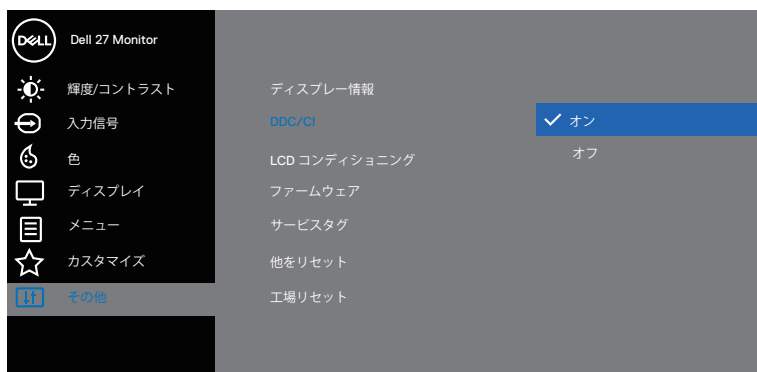 DELL
Dell 27 Monitor
輝度/コントラスト
入力信号
色
ディスプレイ
メニュー
カスタマイズ
その他
ディスプレー情報
DDC/CI
LCD コンディショニング
ファームウェア
サービスタグ
他をリセット
工場リセット
オン
オフ